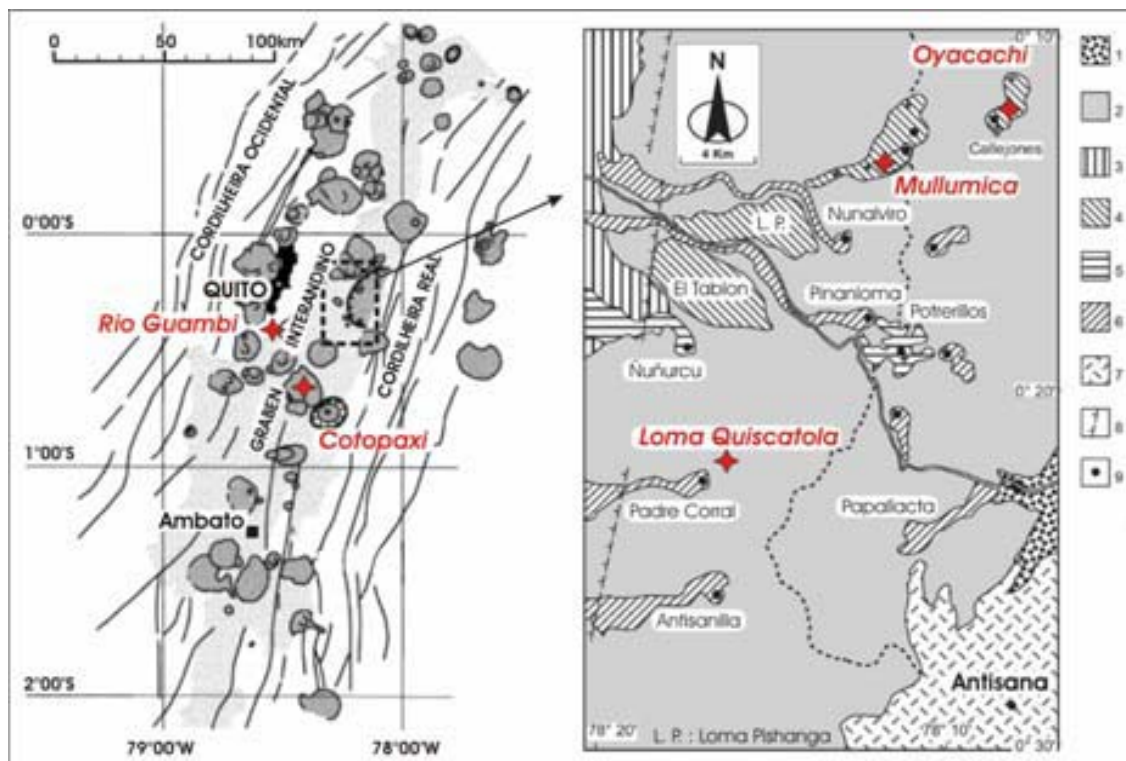 0 50 100km
CORDILHEIRA OCIDENTAL
0°00'S
QUITO
INTERANDINO
Rio Guambi
CORDILHEIRA REAL
GRABEN
Cotopaxi
1°00'S
Ambato
2°00'S
79°00'W 78°00'W
N
4 Km
Oyacachi
0° 10'
Callejones
Mullumica
Nunalviro
L. P.
El Tablon
Pinanloma
Potrerillos
Ñuñurcu
0° 20'
Loma Quiscatola
Padre Corral
Papallacta
Antisanilla
Antisana
78° 20' 78° 10'
L. P. : Loma Pishanga
0° 30'
1
2
3
4
5
6
7
8
9